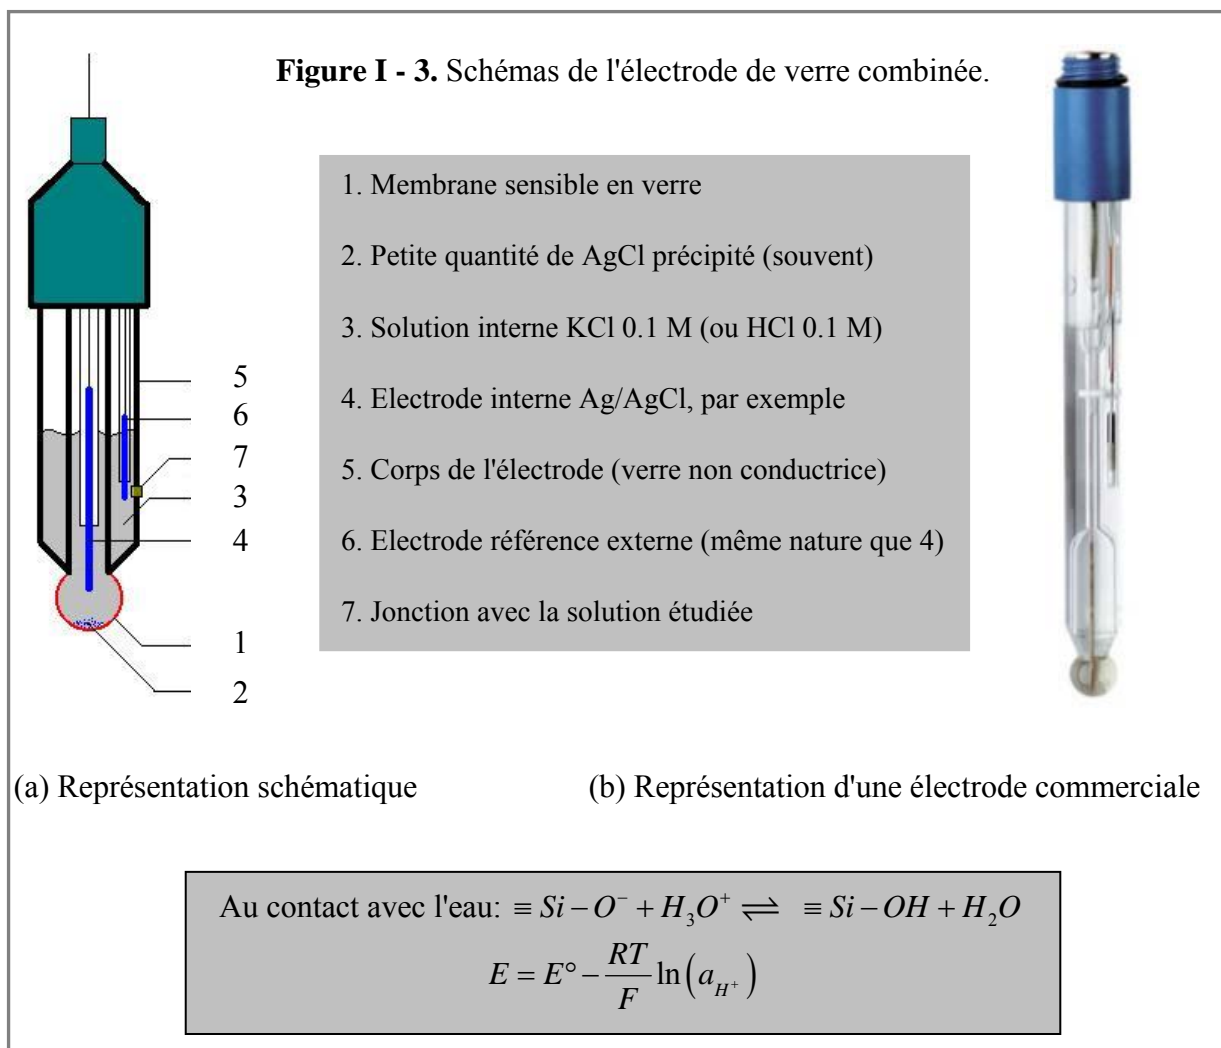 Figure I - 3. Schémas de l'électrode de verre combinée.
1. Membrane sensible en verre
2. Petite quantité de AgCl précipité (souvent)
3. Solution interne KCl 0.1 M (ou HCl 0.1 M)
4. Electrode interne Ag/AgCl, par exemple
5. Corps de l'électrode (verre non conductrice)
6. Electrode référence externe (même nature que 4)
7. Jonction avec la solution étudiée
5
6
7
3
4
1
2
(a) Représentation schématique
(b) Représentation d'une électrode commerciale
Au contact avec l'eau: ≡ Si − O⁻ + H₃O⁺ ⇌ ≡ Si − OH + H₂O
E = E° − RT/F ln(a_H⁺)